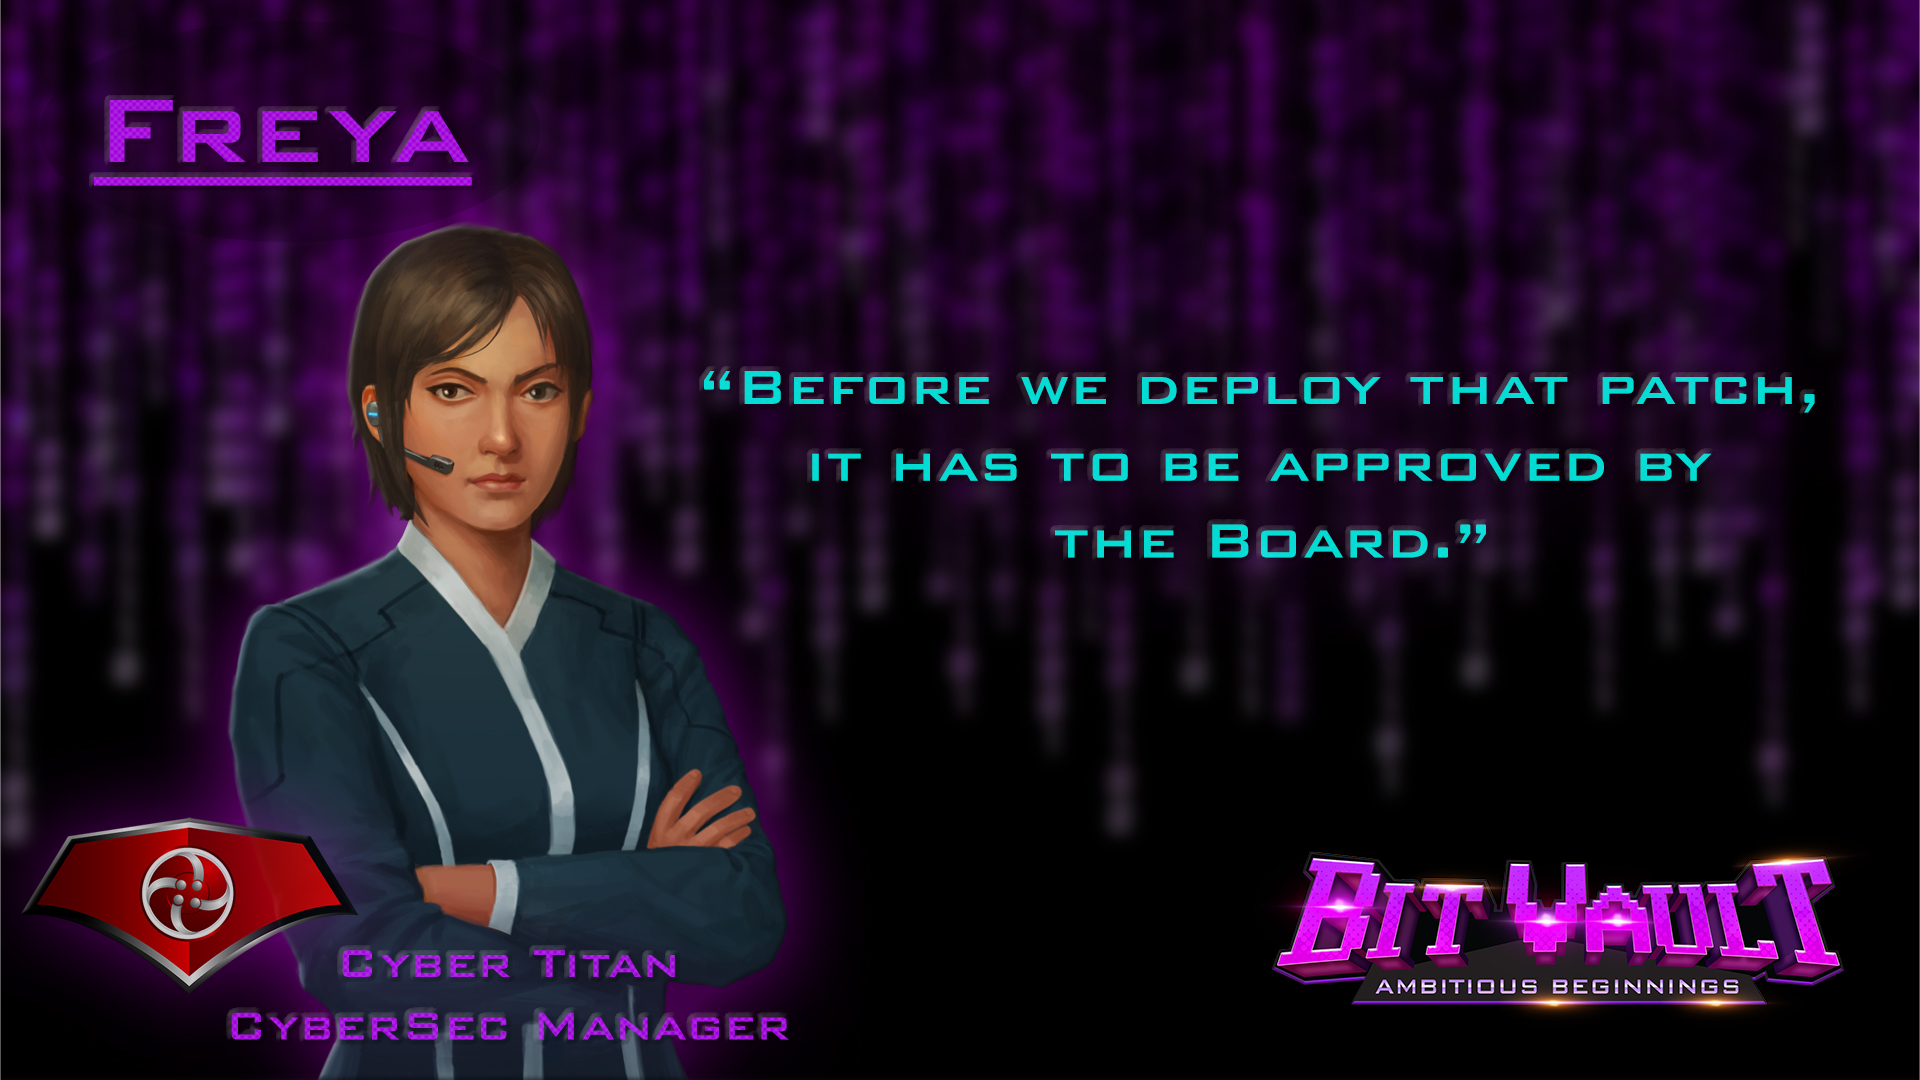 Freya
“Before we deploy that patch,
it has to be approved by
the Board.”
Cyber Titan
CyberSec Manager
Bit Vault
Ambitious Beginnings